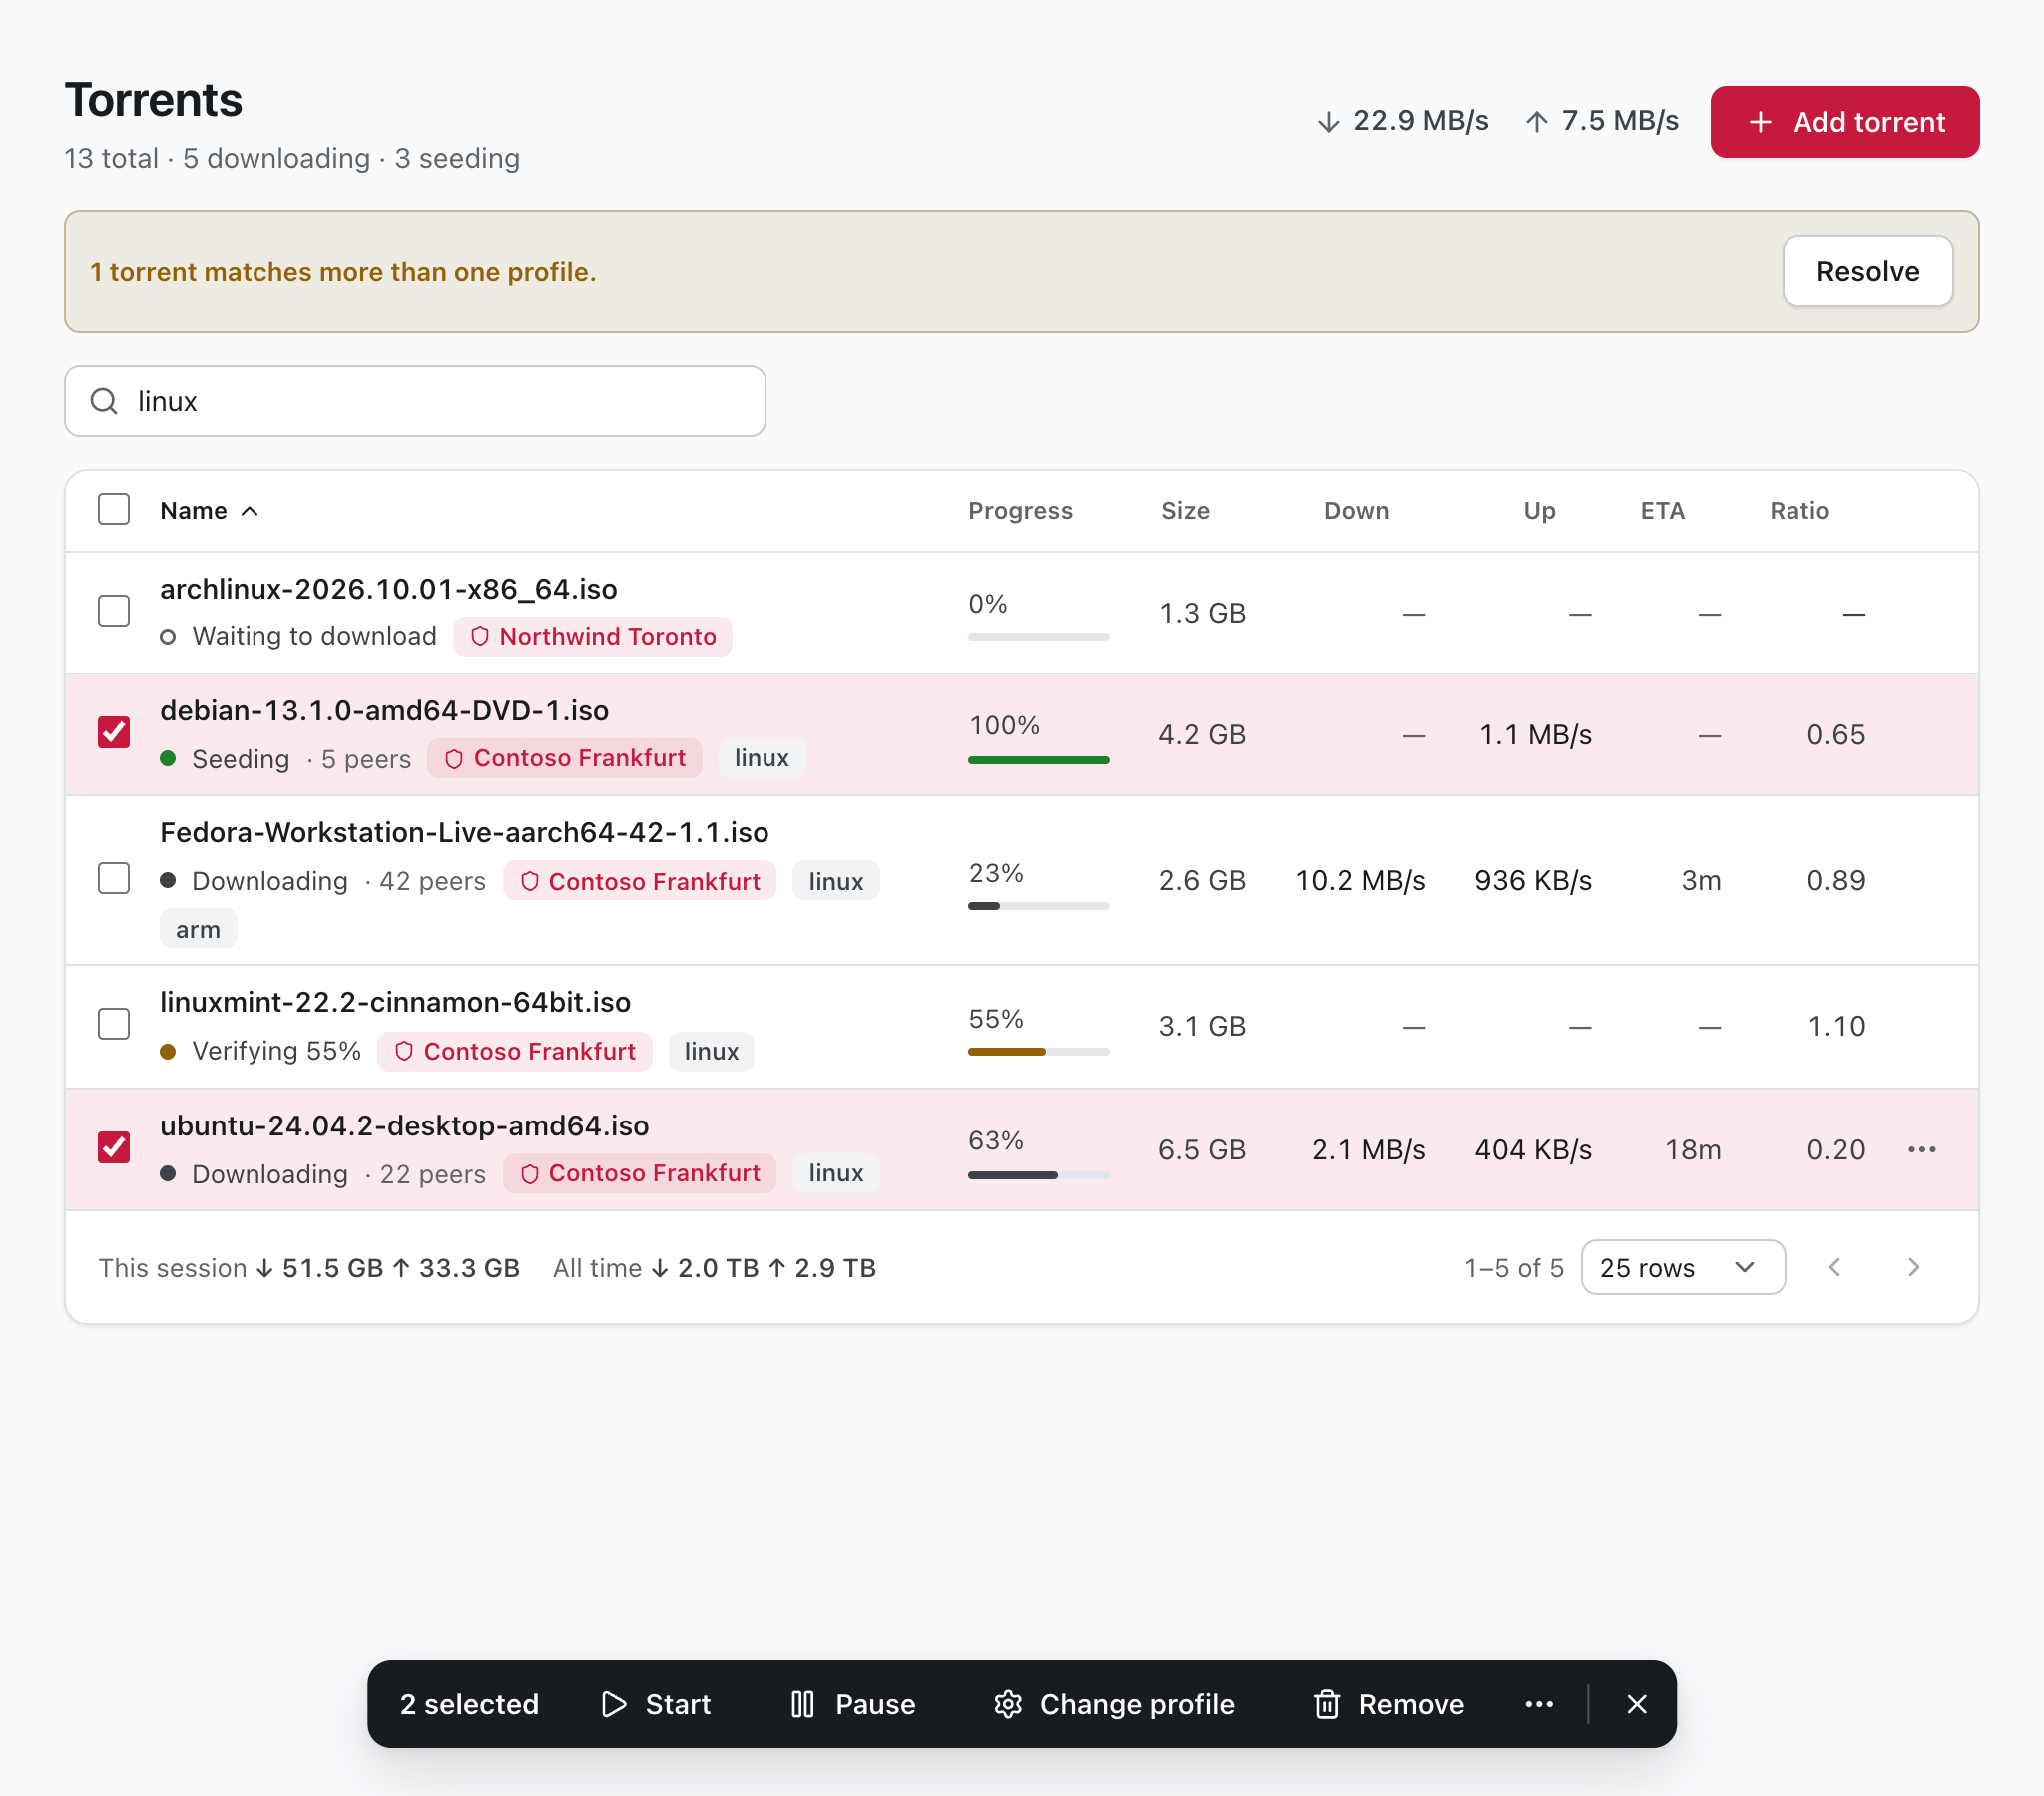 Torrents
13 total · 5 downloading · 3 seeding
↓ 22.9 MB/s ↑ 7.5 MB/s + Add torrent
1 torrent matches more than one profile. Resolve
linux
Name Progress Size Down Up ETA Ratio
archlinux-2026.10.01-x86_64.iso
Waiting to download Northwind Toronto
0% 1.3 GB — — — —
debian-13.1.0-amd64-DVD-1.iso
Seeding · 5 peers Contoso Frankfurt linux
100% 4.2 GB — 1.1 MB/s — 0.65
Fedora-Workstation-Live-aarch64-42-1.1.iso
Downloading · 42 peers Contoso Frankfurt linux
arm
23% 2.6 GB 10.2 MB/s 936 KB/s 3m 0.89
linuxmint-22.2-cinnamon-64bit.iso
Verifying 55% Contoso Frankfurt linux
55% 3.1 GB — — — 1.10
ubuntu-24.04.2-desktop-amd64.iso
Downloading · 22 peers Contoso Frankfurt linux
63% 6.5 GB 2.1 MB/s 404 KB/s 18m 0.20
This session ↓ 51.5 GB ↑ 33.3 GB All time ↓ 2.0 TB ↑ 2.9 TB 1–5 of 5 25 rows
2 selected Start Pause Change profile Remove